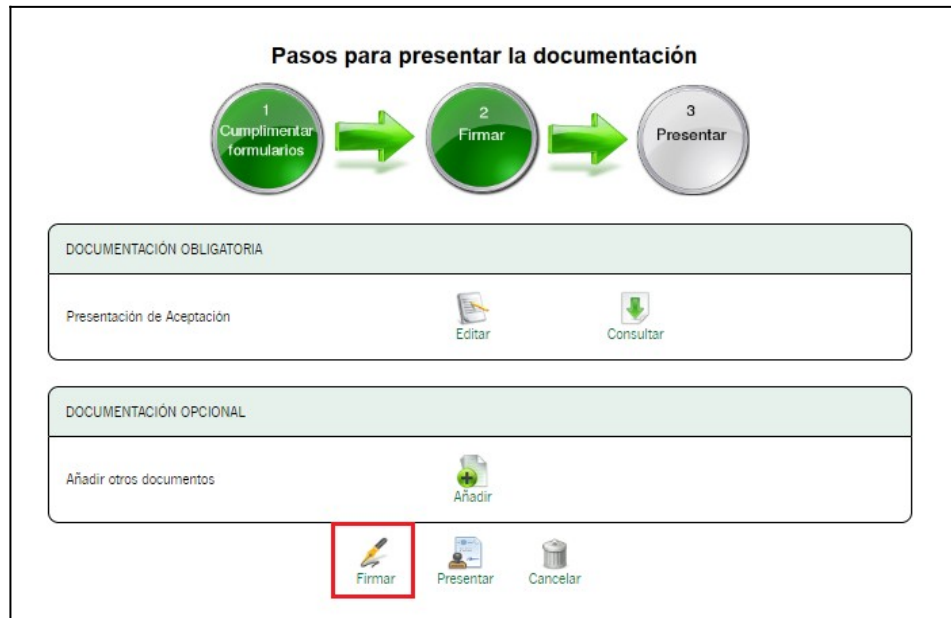 Pasos para presentar la documentación
1
Cumplimentar
formularios
2
Firmar
3
Presentar
DOCUMENTACIÓN OBLIGATORIA
Presentación de Aceptación
Editar
Consultar
DOCUMENTACIÓN OPCIONAL
Añadir otros documentos
Añadir
Firmar
Presentar
Cancelar